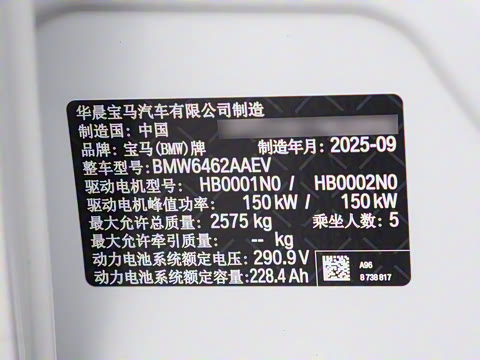 华晨宝马汽车有限公司制造
制造国: 中国
品牌: 宝马(BMW)牌 制造年月: 2025-09
整车型号: BMW6462AAEV
驱动电机型号: HB0001N0 / HB0002N0
驱动电机峰值功率: 150 kW / 150 kW
最大允许总质量: 2575 kg 乘坐人数: 5
最大允许牵引质量: -- kg
动力电池系统额定电压: 290.9 V
动力电池系统额定容量: 228.4 Ah
A96
8 738 817